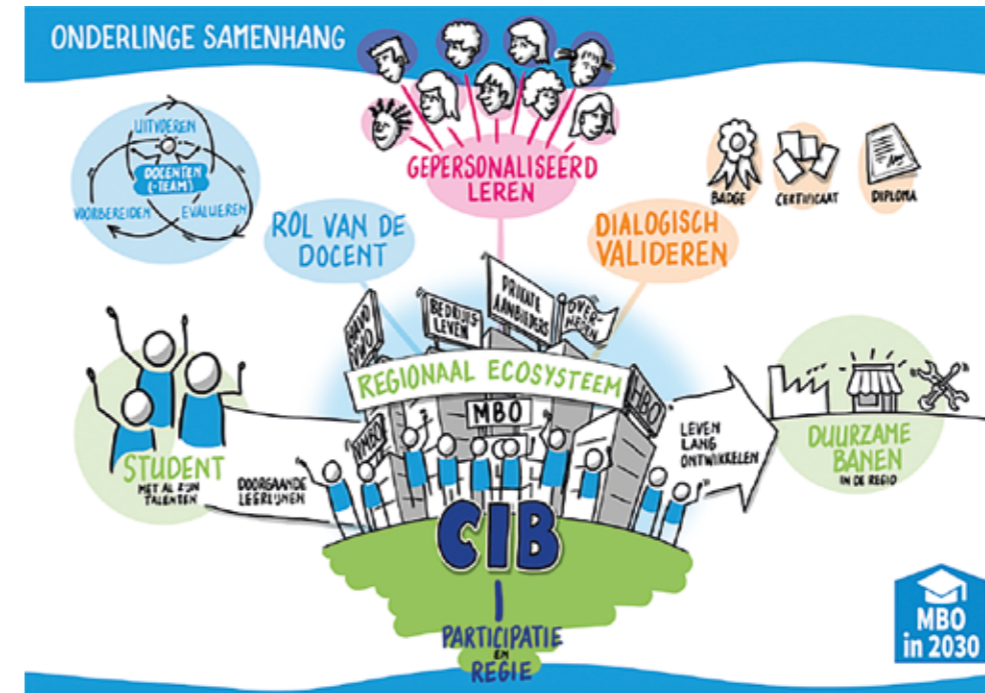 ONDERLINGE SAMENHANG
UITVOEREN
DOCENTEN
(-TEAM)
VOORBEREIDEN
EVALUEREN
GEPERSONALISEERD
LEREN
BADGE
CERTIFICAAT
DIPLOMA
ROL VAN DE
DOCENT
DIALOGISCH
VALIDEREN
HAVO
VWO
BEDRIJFS-
LEVEN
PRIVATE
AANBIEDERS
OVER-
HEDEN
REGIONAAL ECOSYSTEEM
VMBO
MBO
HBO
STUDENT
MET AL ZIJN
TALENTEN
DOORGAANDE
LEERLIJNEN
LEVEN
LANG
ONTWIKKELEN
DUURZAME
BANEN
IN DE REGIO
CIB
PARTICIPATIE
EN
REGIE
MBO
in 2030